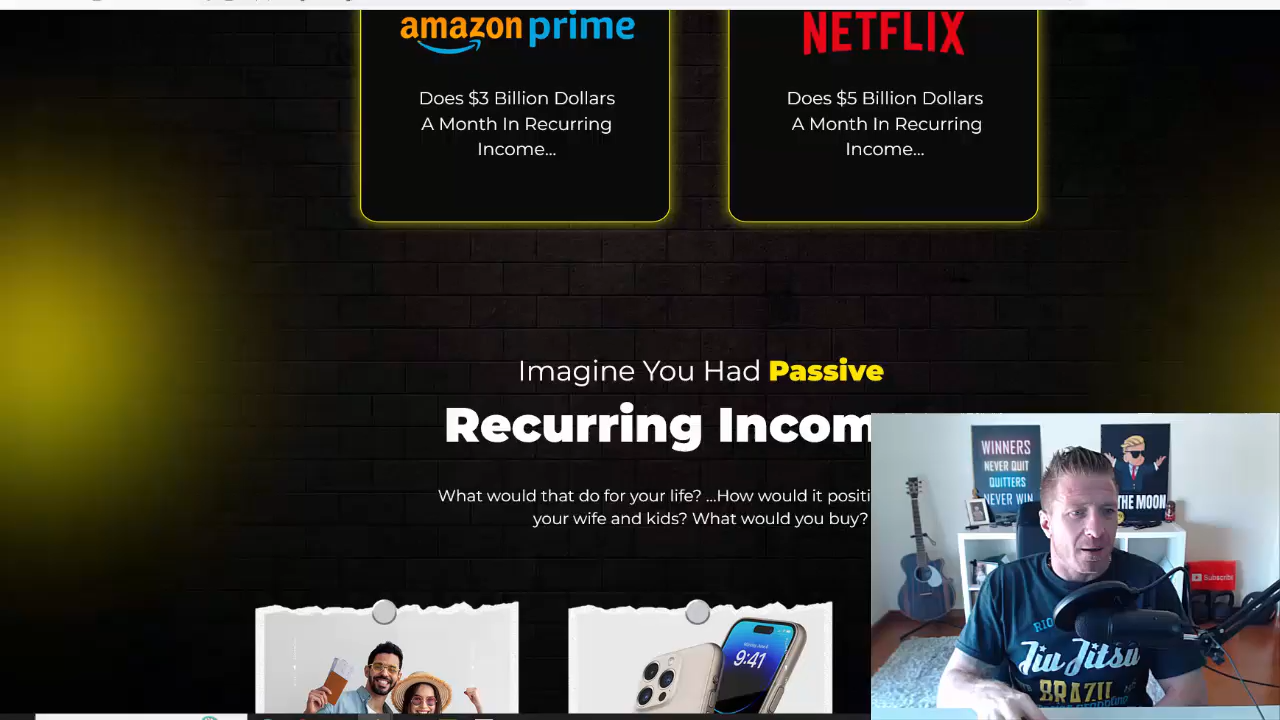 amazon prime
NETFLIX
Does $3 Billion Dollars
A Month In Recurring
Income...
Does $5 Billion Dollars
A Month In Recurring
Income...
Imagine You Had Passive
Recurring Incom
What would that do for your life? ...How would it positi
your wife and kids? What would you buy?
9:41
WINNERS
NEVER QUIT
QUITTERS
NEVER WIN
THE MOON
Subscribe
RIO
Jiu Jitsu
BRAZIL